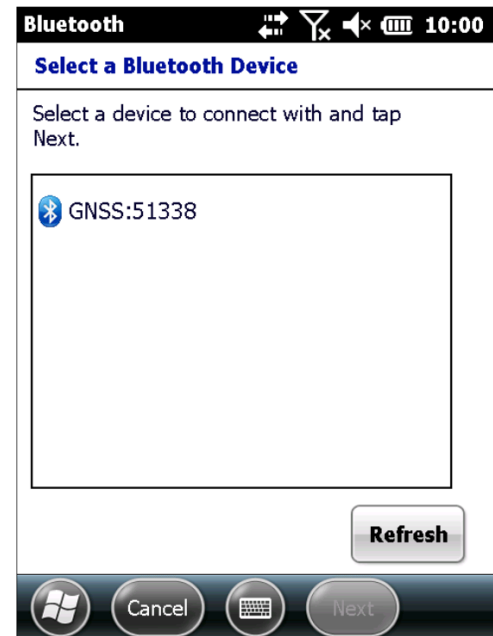 Bluetooth 10:00
Select a Bluetooth Device
Select a device to connect with and tap
Next.
GNSS:51338
Refresh
Cancel Next